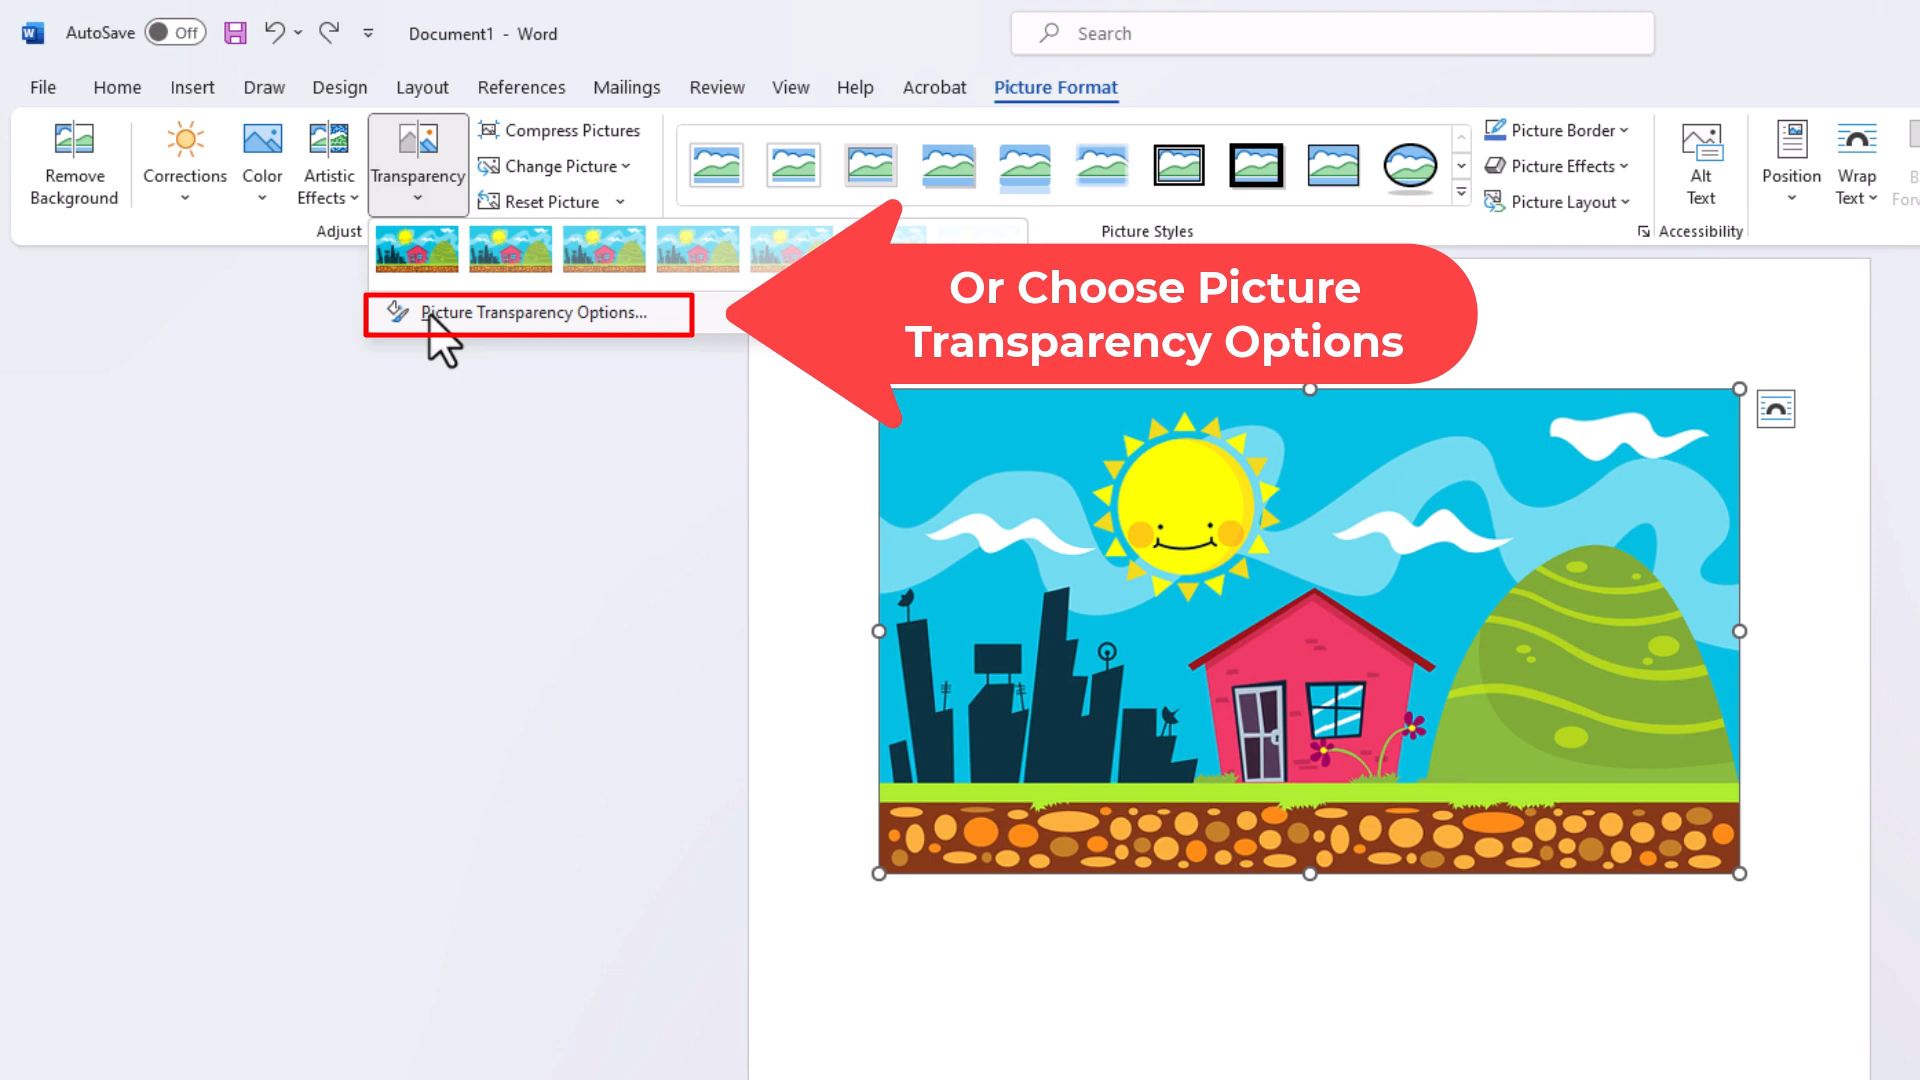 AutoSave Off Document1 - Word Search
File Home Insert Draw Design Layout References Mailings Review View Help Acrobat Picture Format
Remove Background
Corrections
Color
Artistic Effects
Transparency
Compress Pictures
Change Picture
Reset Picture
Picture Border
Picture Effects
Picture Layout
Alt Text
Position
Wrap Text
Adjust
Picture Styles
Accessibility
Picture Transparency Options...
Or Choose Picture
Transparency Options